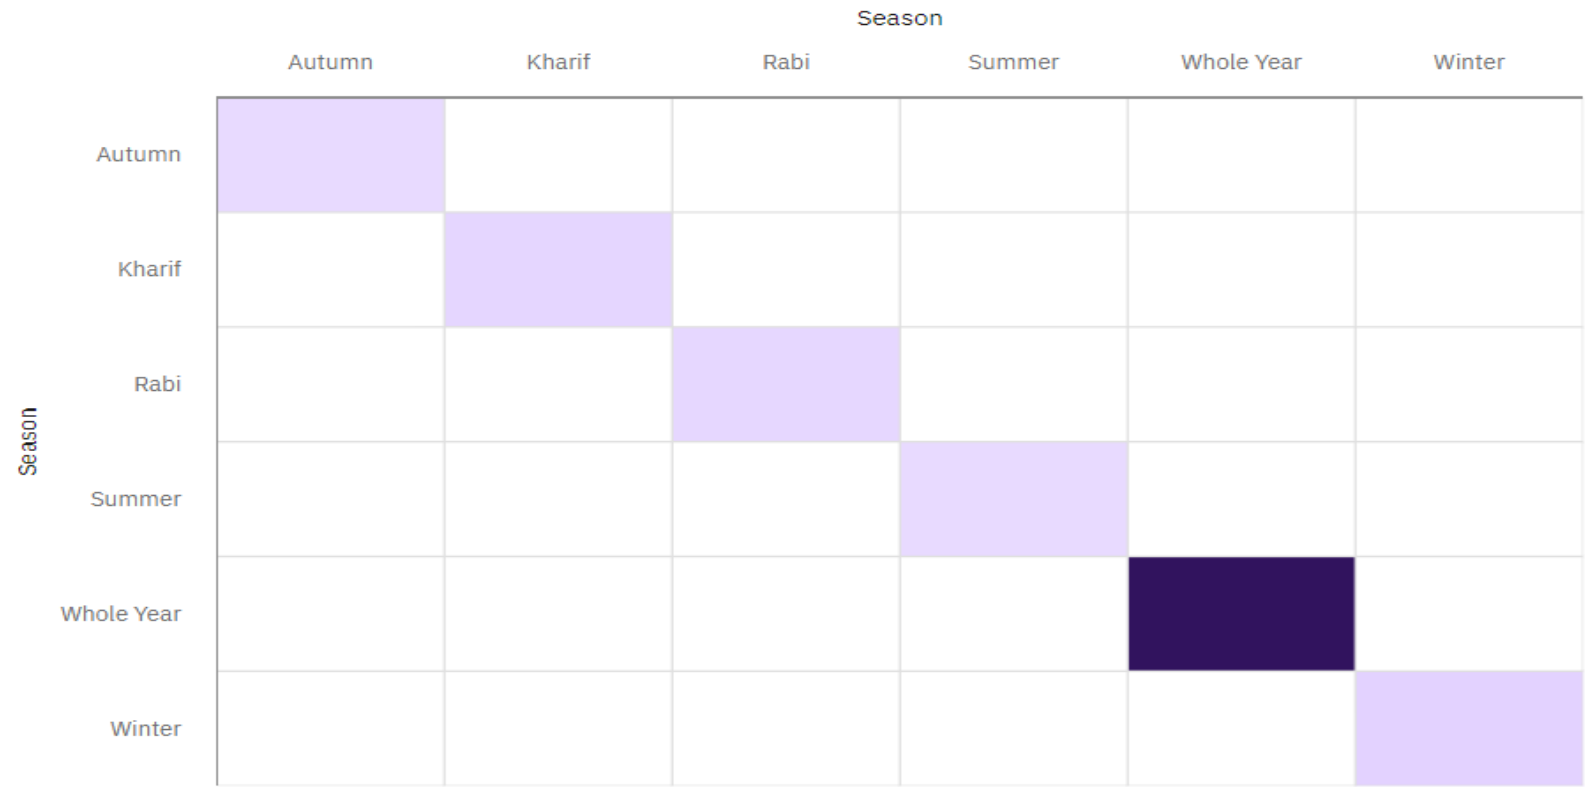 Season
Autumn Kharif Rabi Summer Whole Year Winter
Autumn
Kharif
Rabi
Season
Summer
Whole Year
Winter